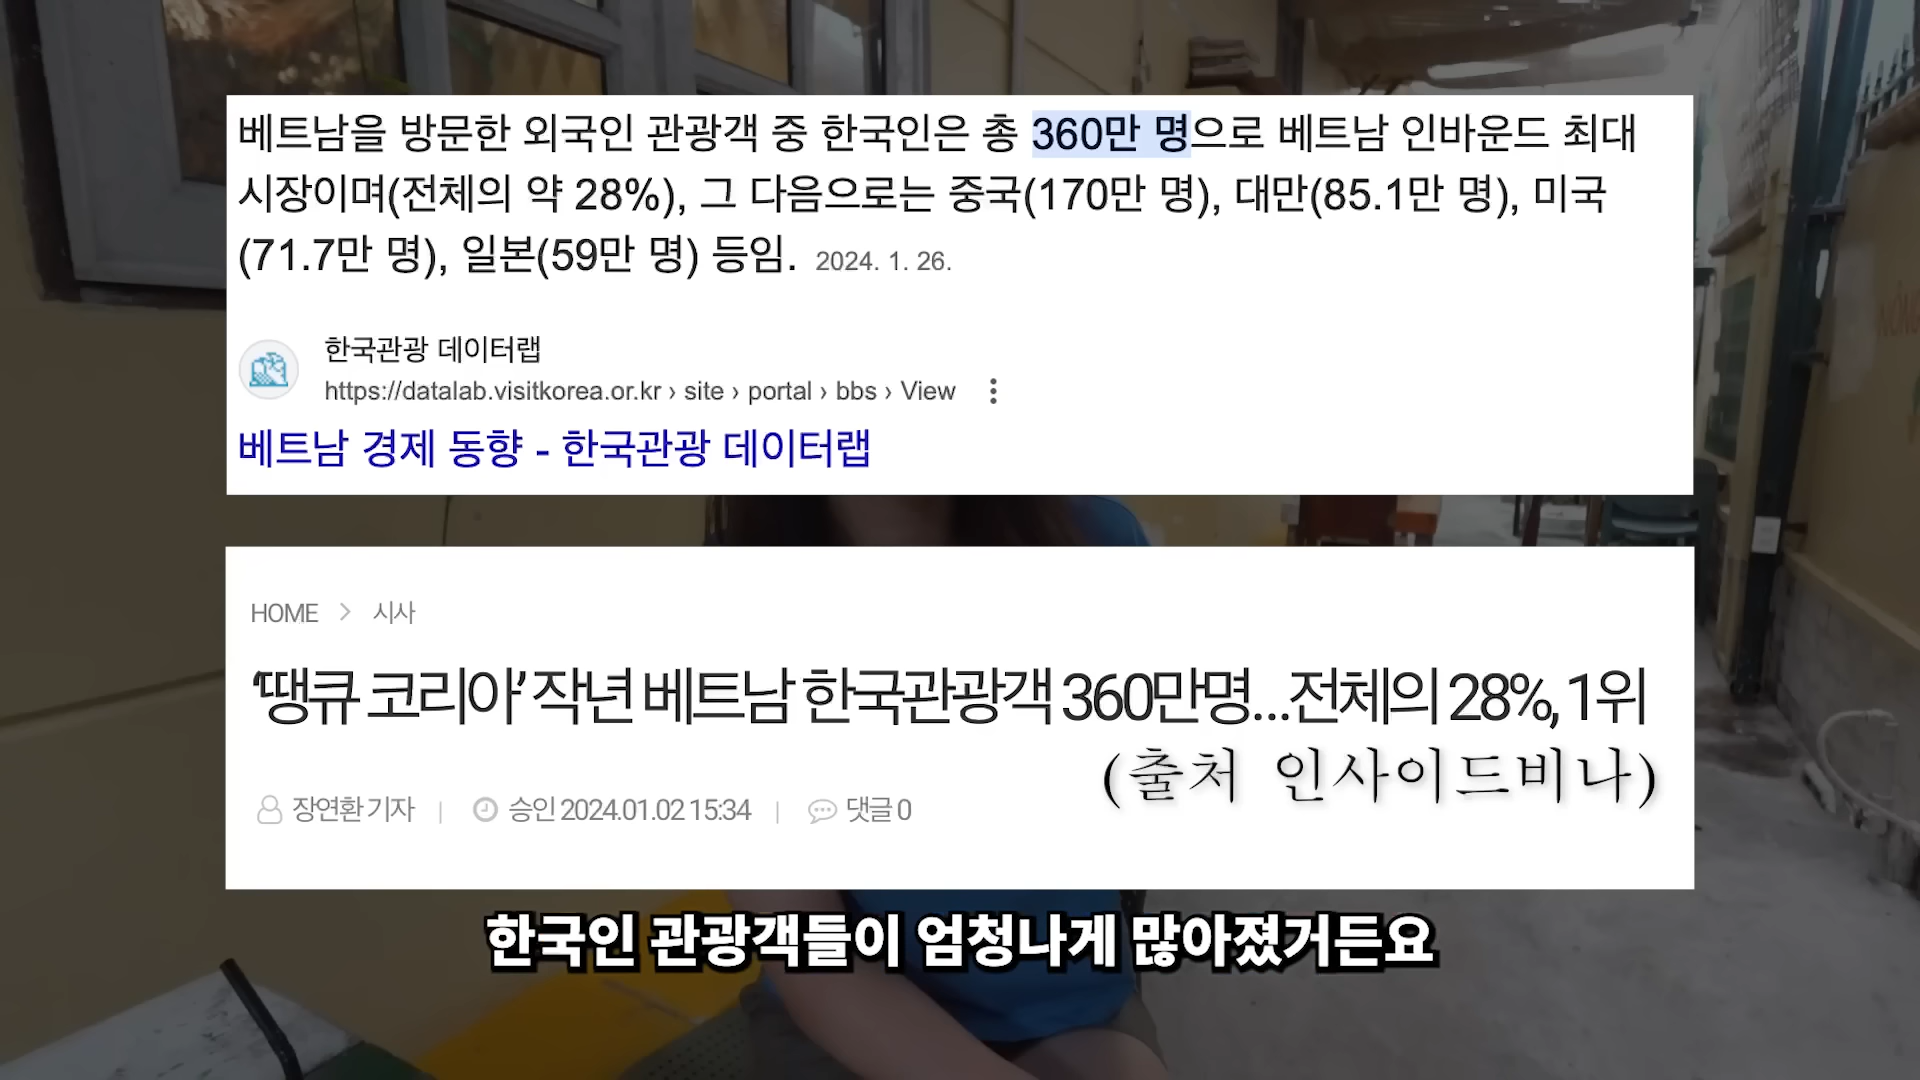 베트남을 방문한 외국인 관광객 중 한국인은 총 360만 명으로 베트남 인바운드 최대
시장이며(전체의 약 28%), 그 다음으로는 중국(170만 명), 대만(85.1만 명), 미국
(71.7만 명), 일본(59만 명) 등임. 2024. 1. 26.
한국관광 데이터랩
https://datalab.visitkorea.or.kr › site › portal › bbs › View
베트남 경제 동향 - 한국관광 데이터랩
HOME > 시사
‘땡큐 코리아’ 작년 베트남 한국관광객 360만명…전체의 28%, 1위
(출처 인사이드비나)
장연환 기자 | 승인 2024.01.02 15:34 | 댓글 0
한국인 관광객들이 엄청나게 많아졌거든요